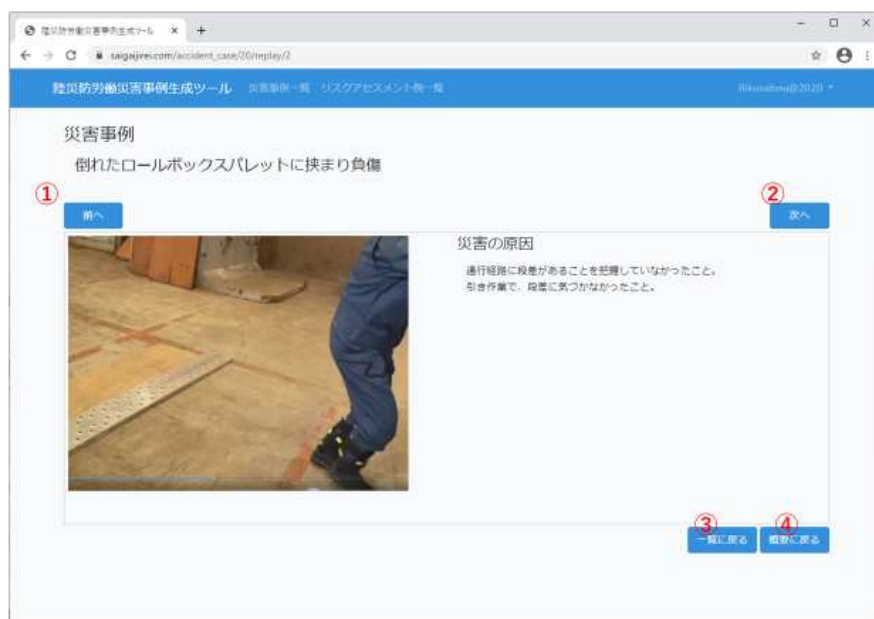 陸災防労働災害事例生成ツール
saigaijirei.com/accident_case/20/replay/2
陸災防労働災害事例生成ツール 災害事例一覧 リスクアセスメント例一覧
災害事例
倒れたロールボックスパレットに挟まり負傷
① ②
前へ 次へ
災害の原因
通行経路に段差があることを把握していなかったこと。
引き作業で、段差に気づかなかったこと。
③ ④
一覧に戻る 概要に戻る